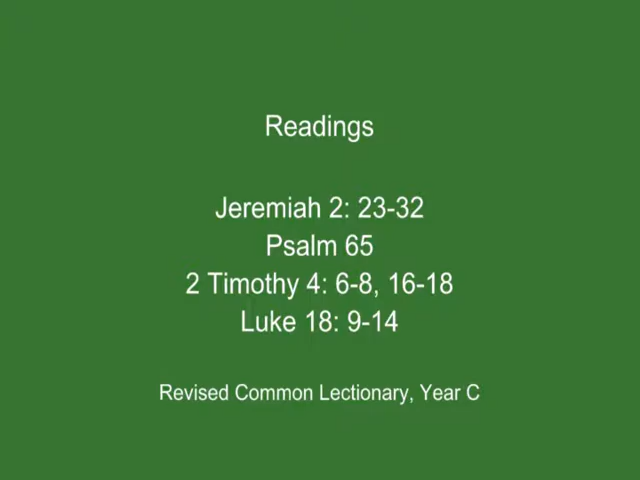 Readings
Jeremiah 2: 23-32
Psalm 65
2 Timothy 4: 6-8, 16-18
Luke 18: 9-14
Revised Common Lectionary, Year C